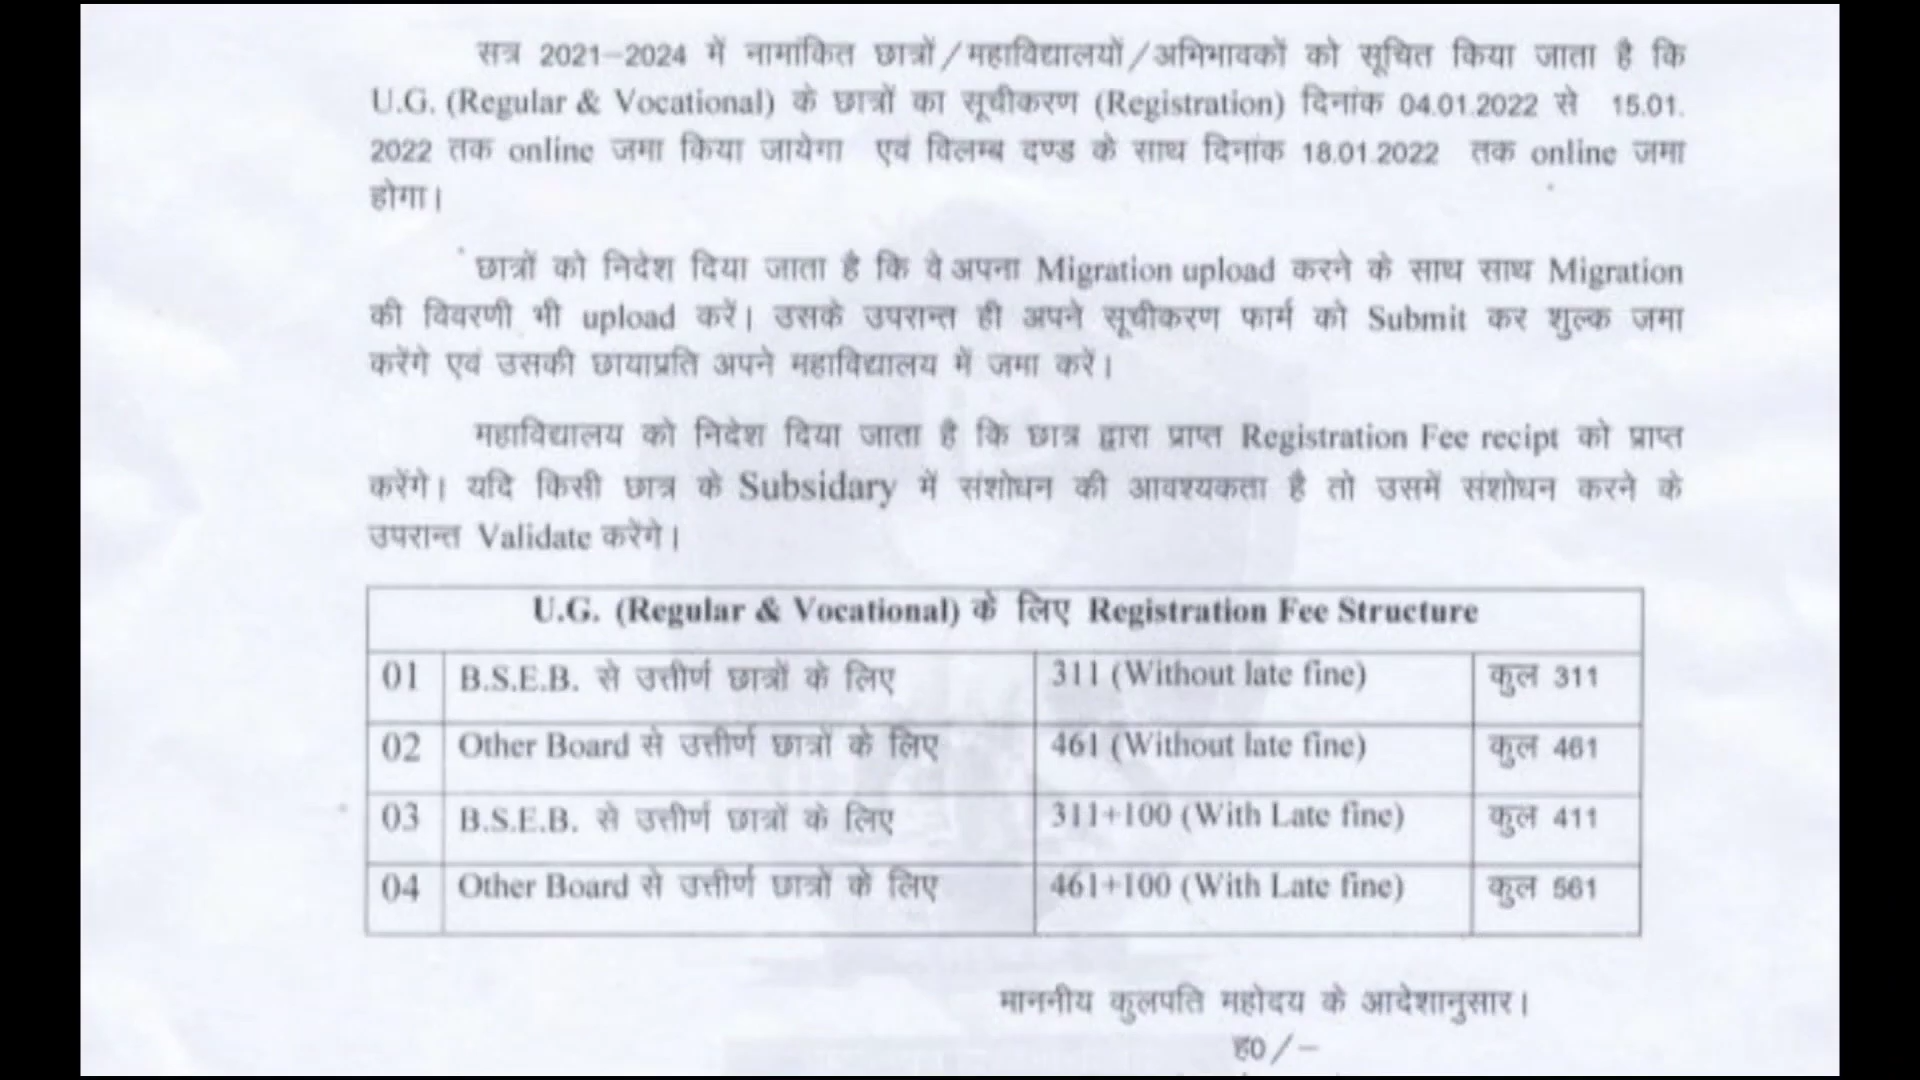 सत्र 2021–2024 में नामांकित छात्रों/महाविद्यालयों/अभिभावकों को सूचित किया जाता है कि
U.G. (Regular & Vocational) के छात्रों का सूचीकरण (Registration) दिनांक 04.01.2022 से 15.01.
2022 तक online जमा किया जायेगा एवं विलम्ब दण्ड के साथ दिनांक 18.01.2022 तक online जमा
होगा।
छात्रों को निदेश दिया जाता है कि वे अपना Migration upload करने के साथ साथ Migration
की विवरणी भी upload करें। उसके उपरान्त ही अपने सूचीकरण फार्म को Submit कर शुल्क जमा
करेंगे एवं उसकी छायाप्रति अपने महाविद्यालय में जमा करें।
महाविद्यालय को निदेश दिया जाता है कि छात्र द्वारा प्राप्त Registration Fee recipt को प्राप्त
करेंगे। यदि किसी छात्र के Subsidary में संशोधन की आवश्यकता है तो उसमें संशोधन करने के
उपरान्त Validate करेंगे।
U.G. (Regular & Vocational) के लिए Registration Fee Structure
01 B.S.E.B. से उत्तीर्ण छात्रों के लिए 311 (Without late fine) कुल 311
02 Other Board से उत्तीर्ण छात्रों के लिए 461 (Without late fine) कुल 461
03 B.S.E.B. से उत्तीर्ण छात्रों के लिए 311+100 (With Late fine) कुल 411
04 Other Board से उत्तीर्ण छात्रों के लिए 461+100 (With Late fine) कुल 561
माननीय कुलपति महोदय के आदेशानुसार।
ह0/–